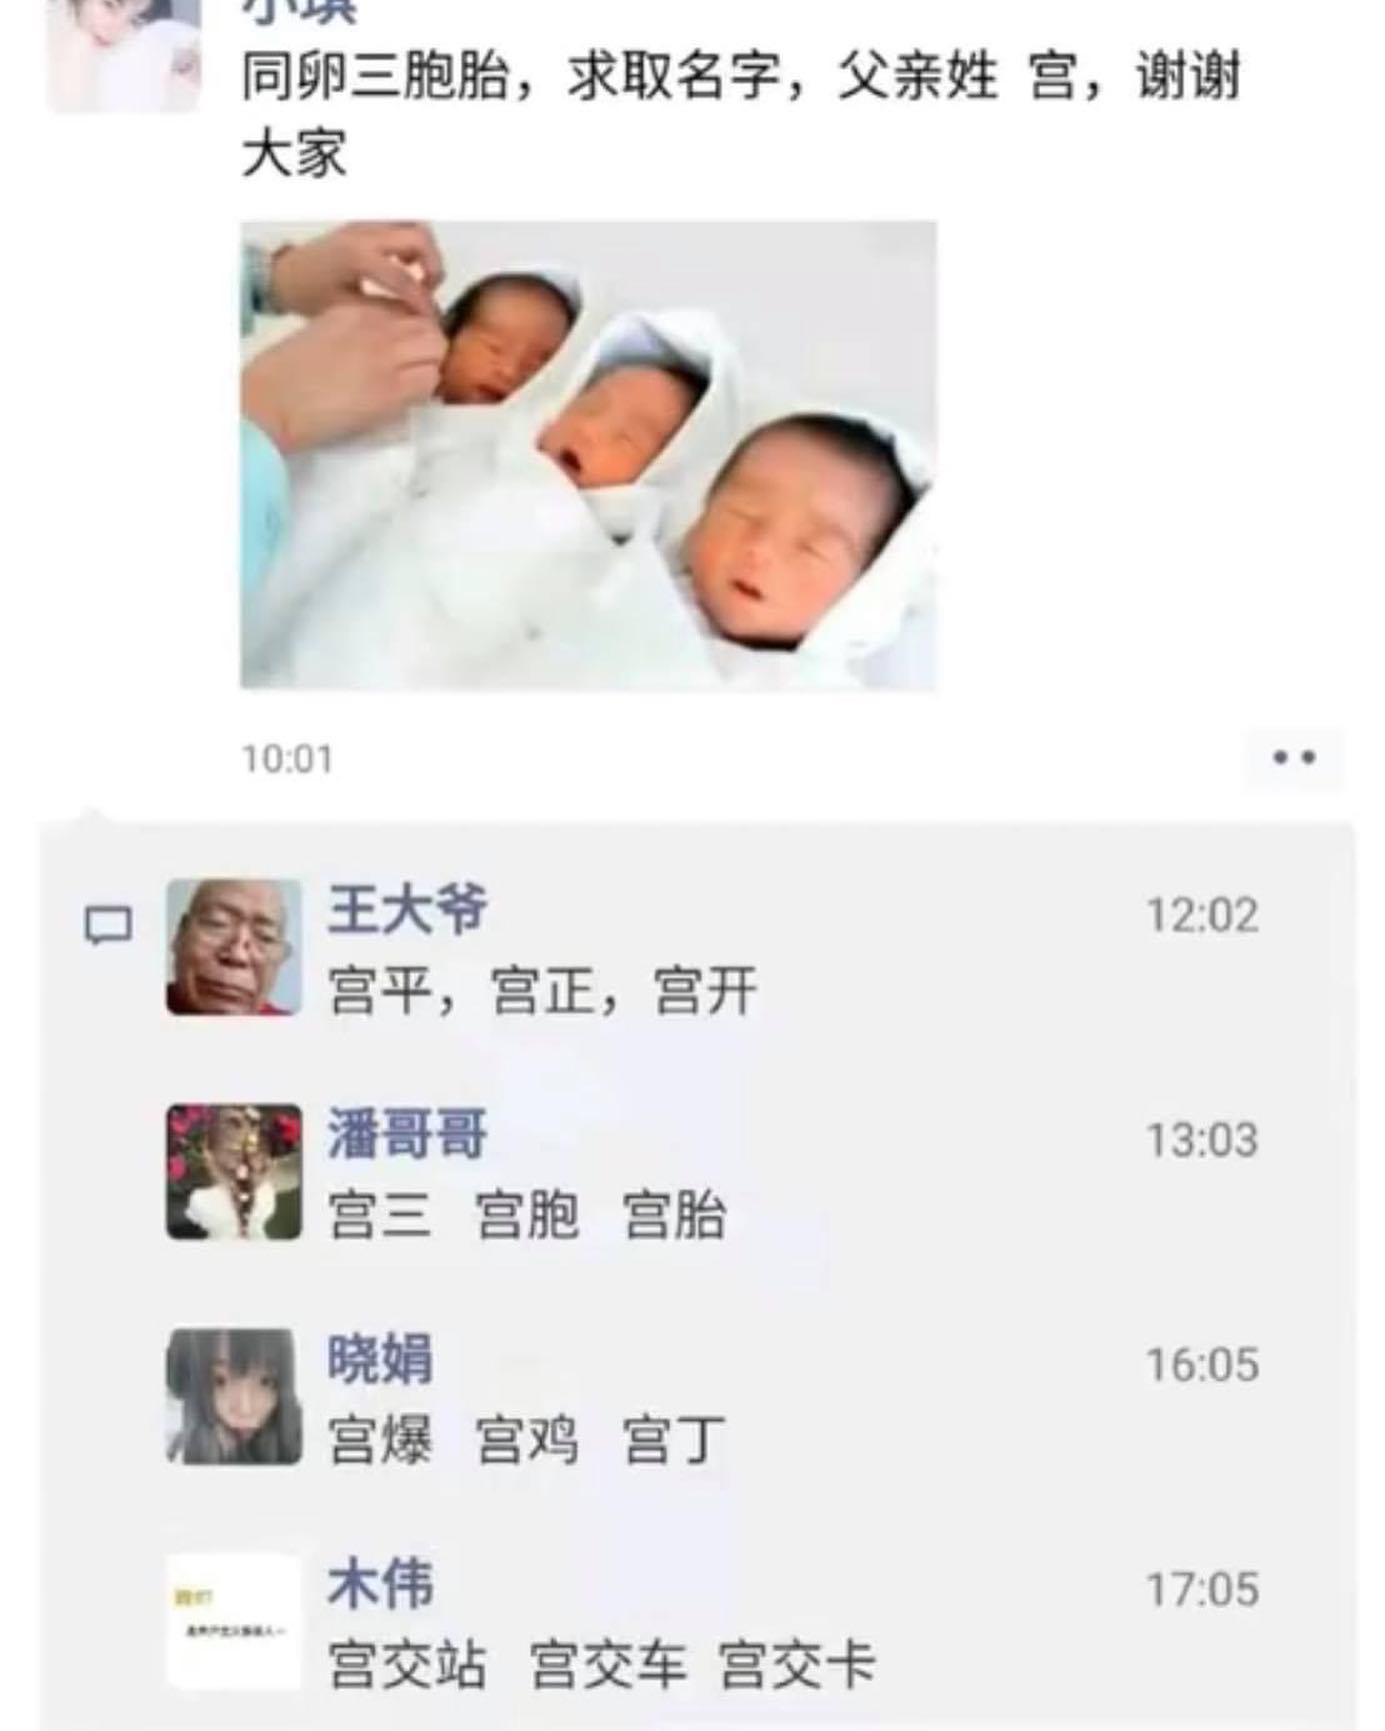 小琪
同卵三胞胎，求取名字，父亲姓 宫，谢谢
大家
10:01
王大爷
12:02
宫平，宫正，宫开
潘哥哥
13:03
宫三 宫胞 宫胎
晓娟
16:05
宫爆 宫鸡 宫丁
木伟
17:05
宫交站 宫交车 宫交卡